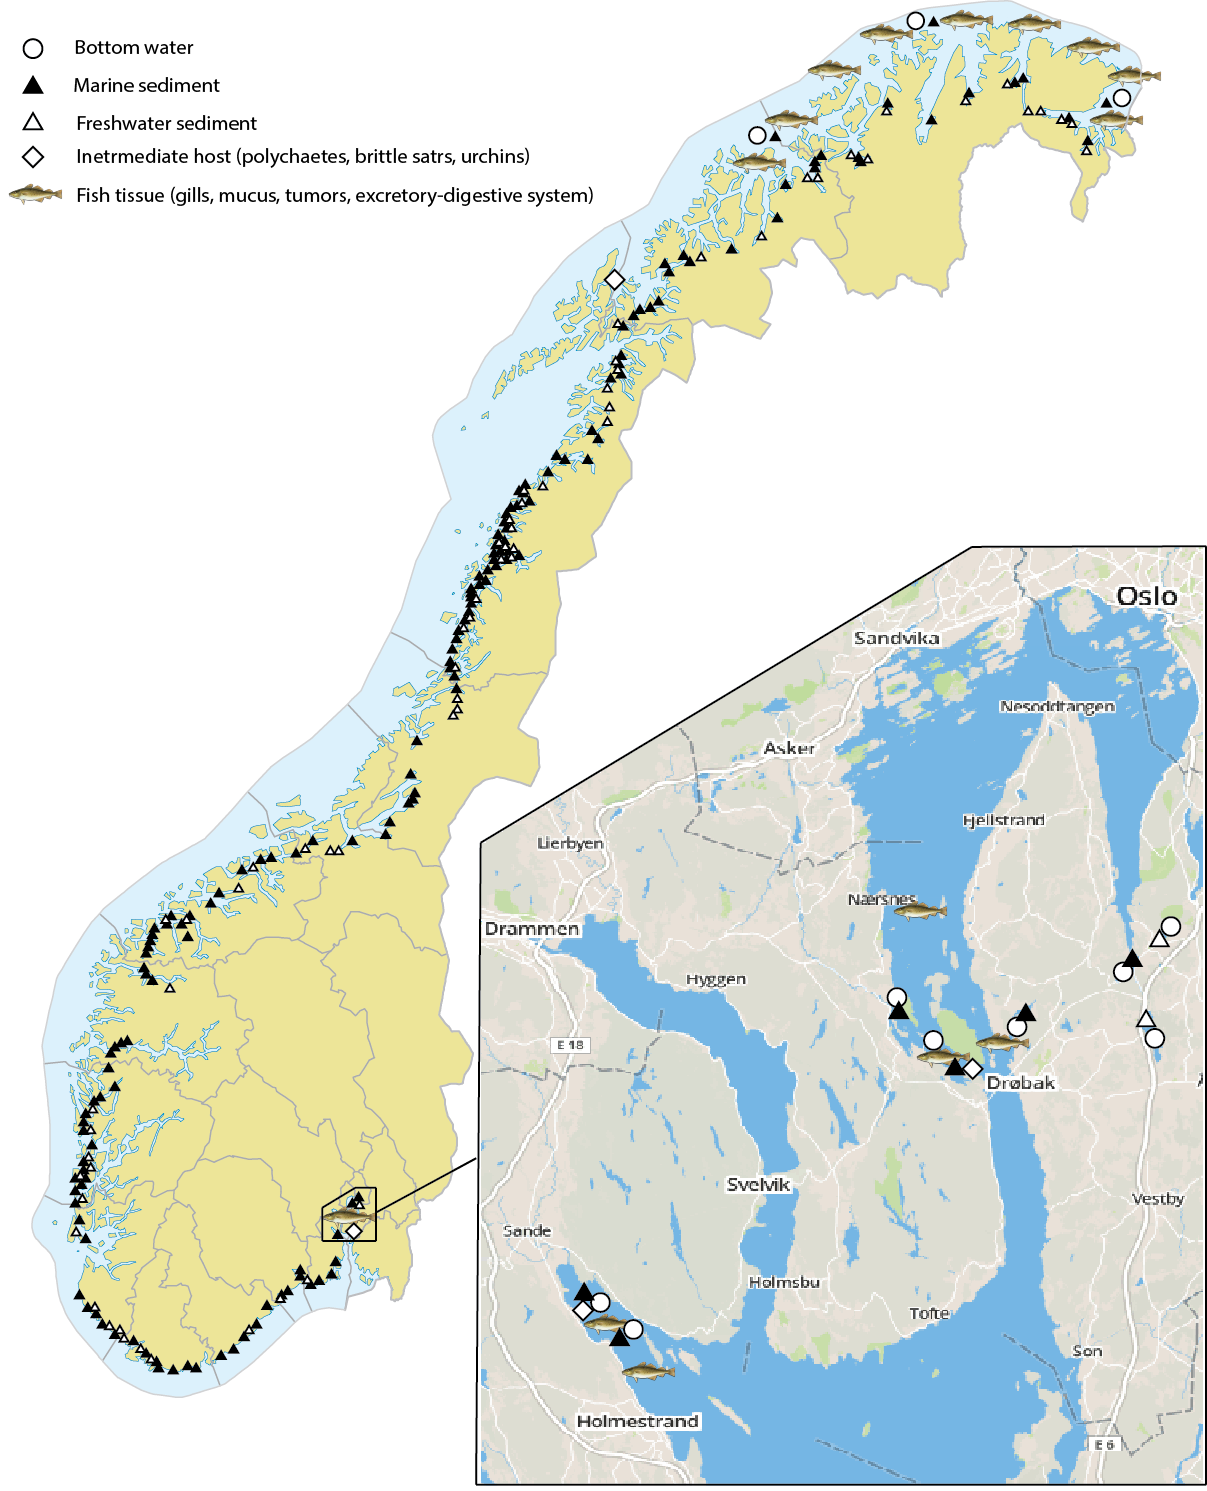 Bottom water
Marine sediment
Freshwater sediment
Inetrmediate host (polychaetes, brittle satrs, urchins)
Fish tissue (gills, mucus, tumors, excretory-digestive system)
Oslo
Sandvika
Nesoddtangen
Asker
Fjellstrand
Lierbyen
Nærsnes
Drammen
Hyggen
E 18
Drøbak
Svelvik
Vestby
Sande
Holmsbu
Tofte
Son
Holmestrand
E 6